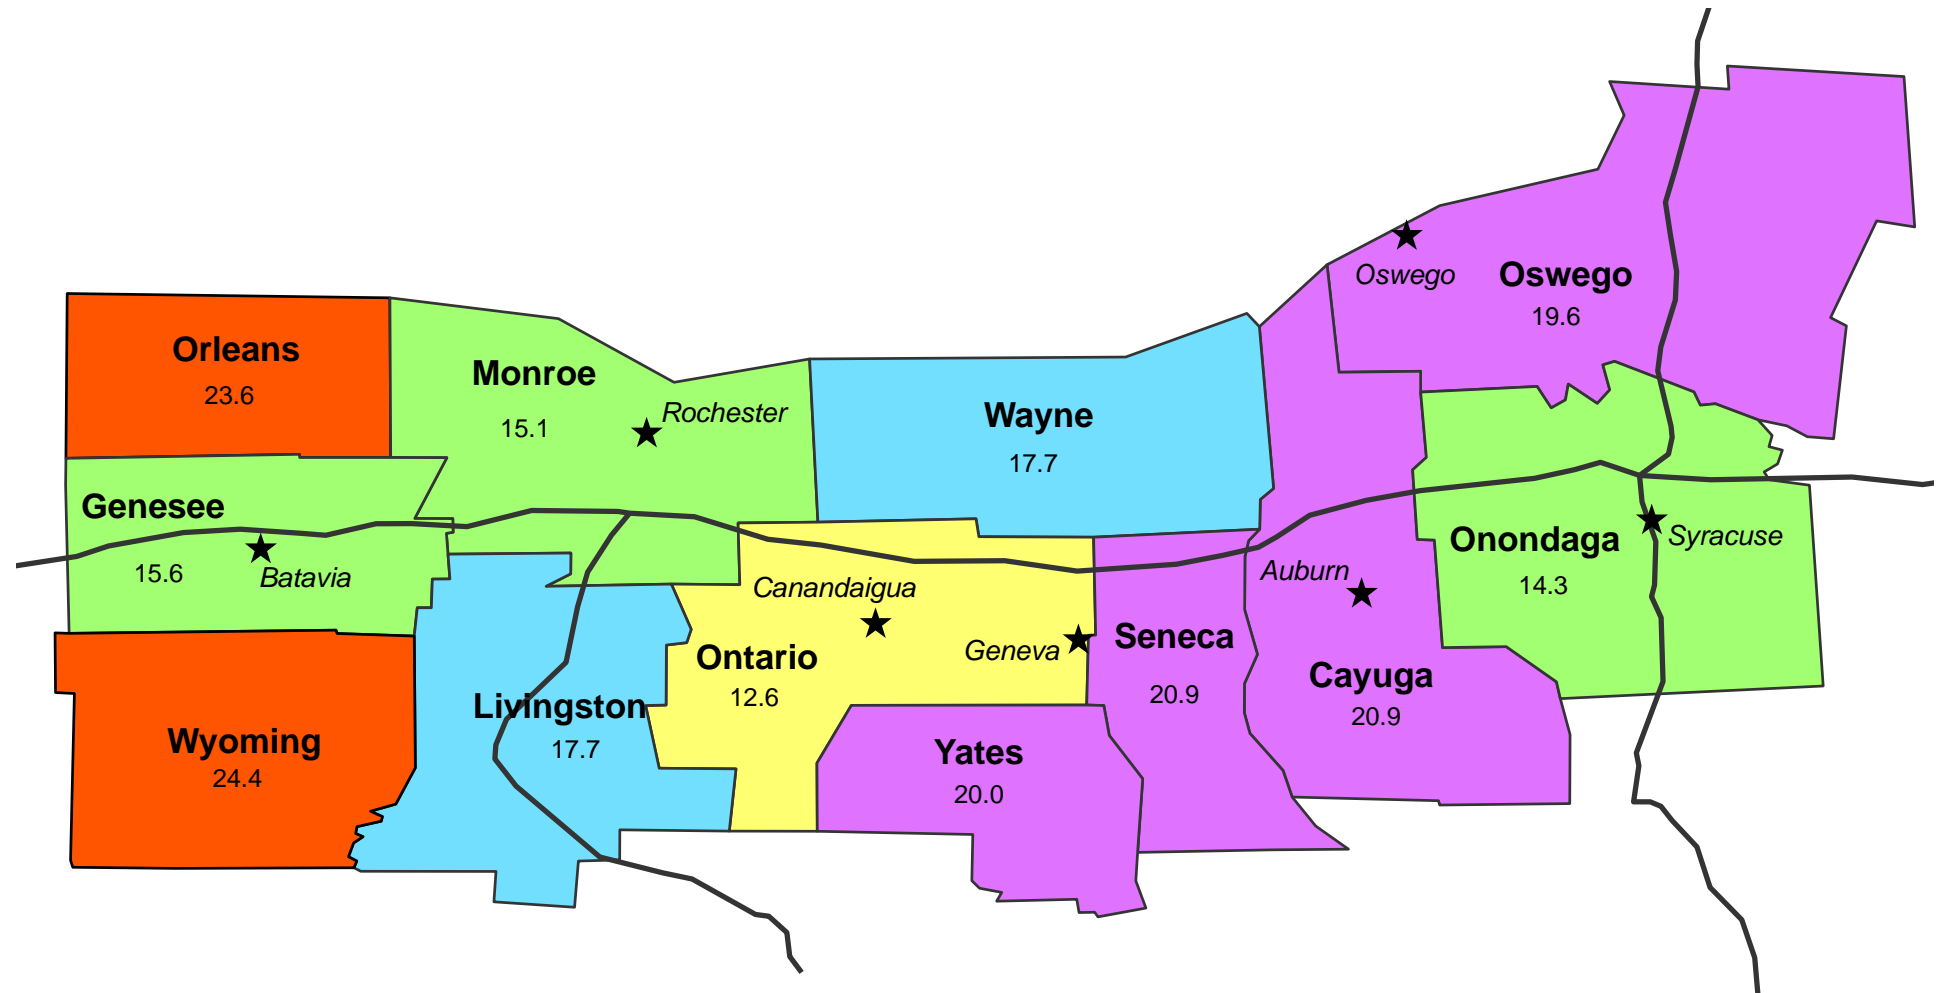 Orleans
23.6
Monroe
15.1
Rochester
Genesee
15.6
Batavia
Wyoming
24.4
Livingston
17.7
Wayne
17.7
Canandaigua
Geneva
Ontario
12.6
Yates
20.0
Seneca
20.9
Auburn
Cayuga
20.9
Oswego
Oswego
19.6
Onondaga
14.3
Syracuse